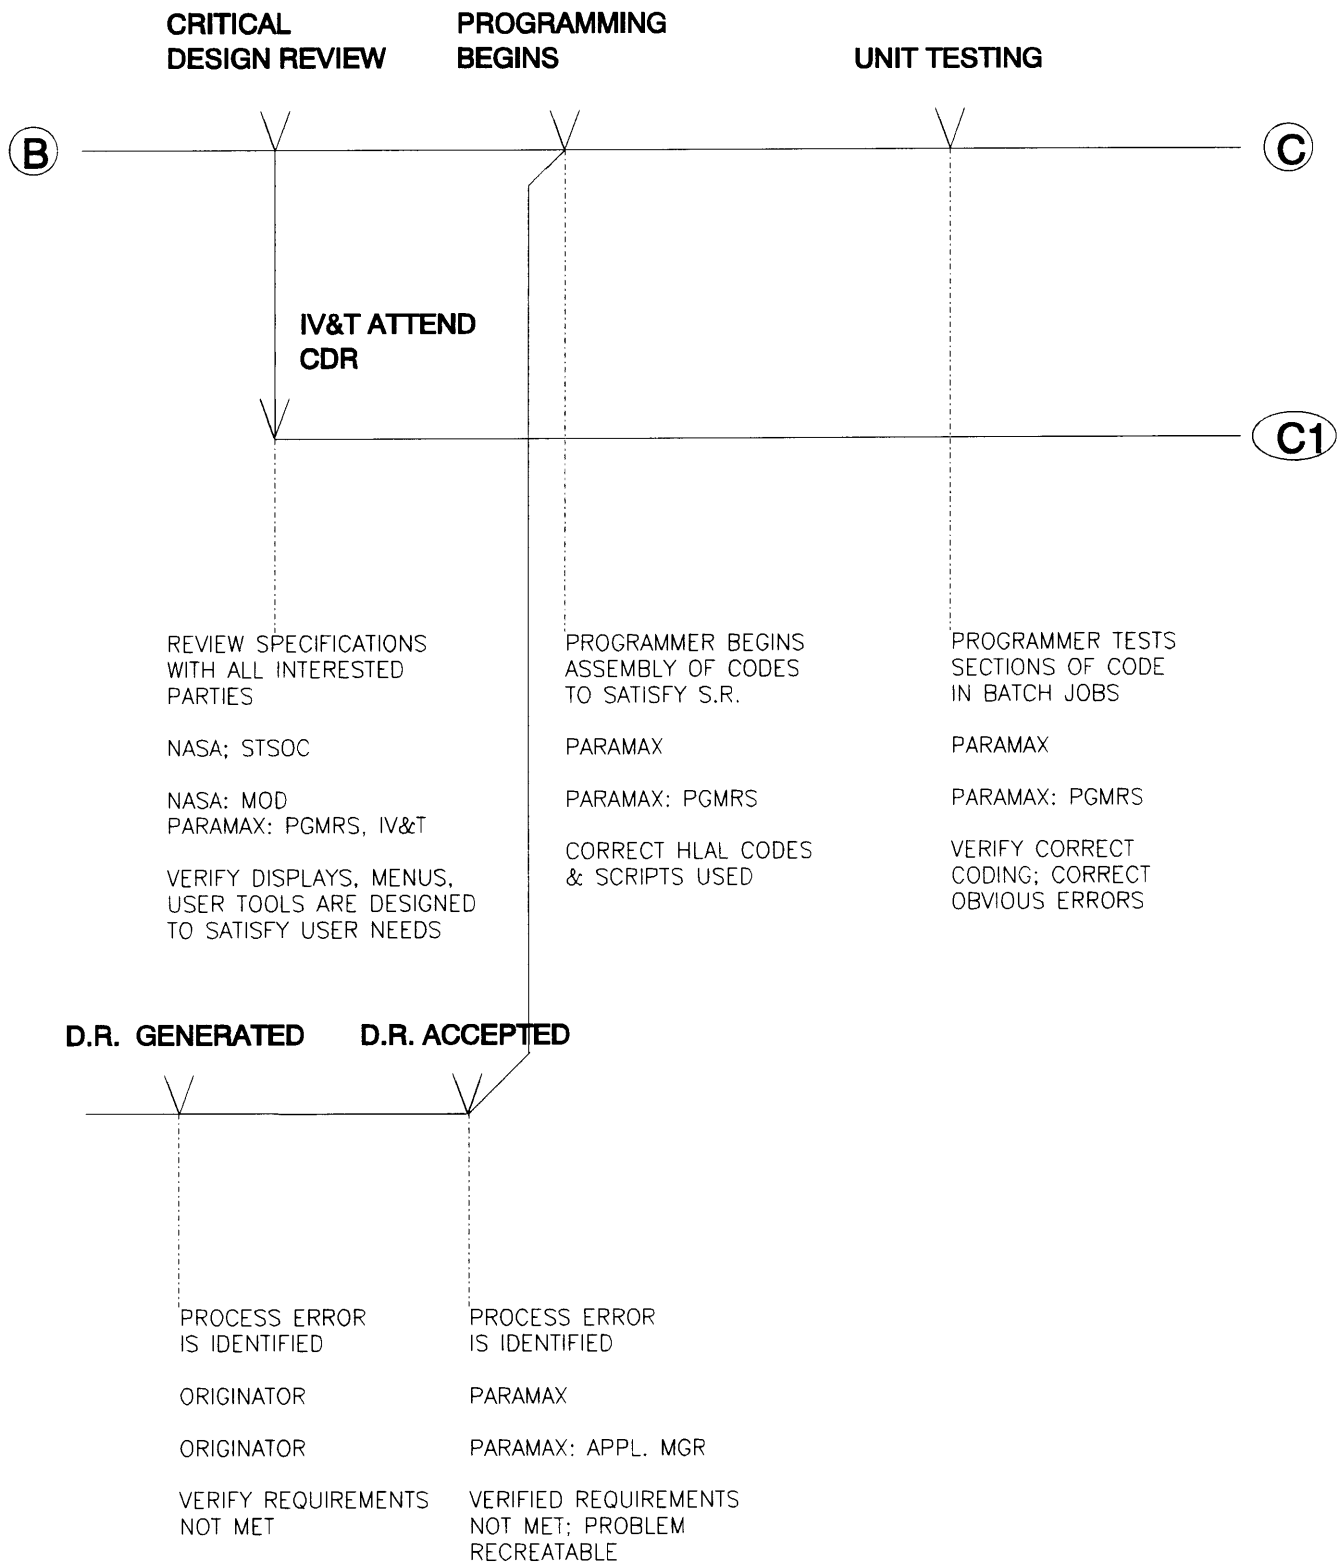 CRITICAL
DESIGN REVIEW
PROGRAMMING
BEGINS
UNIT TESTING
B
C
IV&T ATTEND
CDR
C1
REVIEW SPECIFICATIONS
WITH ALL INTERESTED
PARTIES
NASA; STSOC
NASA: MOD
PARAMAX: PGMRS, IV&T
VERIFY DISPLAYS, MENUS,
USER TOOLS ARE DESIGNED
TO SATISFY USER NEEDS
PROGRAMMER BEGINS
ASSEMBLY OF CODES
TO SATISFY S.R.
PARAMAX
PARAMAX: PGMRS
CORRECT HLAL CODES
& SCRIPTS USED
PROGRAMMER TESTS
SECTIONS OF CODE
IN BATCH JOBS
PARAMAX
PARAMAX: PGMRS
VERIFY CORRECT
CODING; CORRECT
OBVIOUS ERRORS
D.R. GENERATED
D.R. ACCEPTED
PROCESS ERROR
IS IDENTIFIED
ORIGINATOR
ORIGINATOR
VERIFY REQUIREMENTS
NOT MET
PROCESS ERROR
IS IDENTIFIED
PARAMAX
PARAMAX: APPL. MGR
VERIFIED REQUIREMENTS
NOT MET; PROBLEM
RECREATABLE